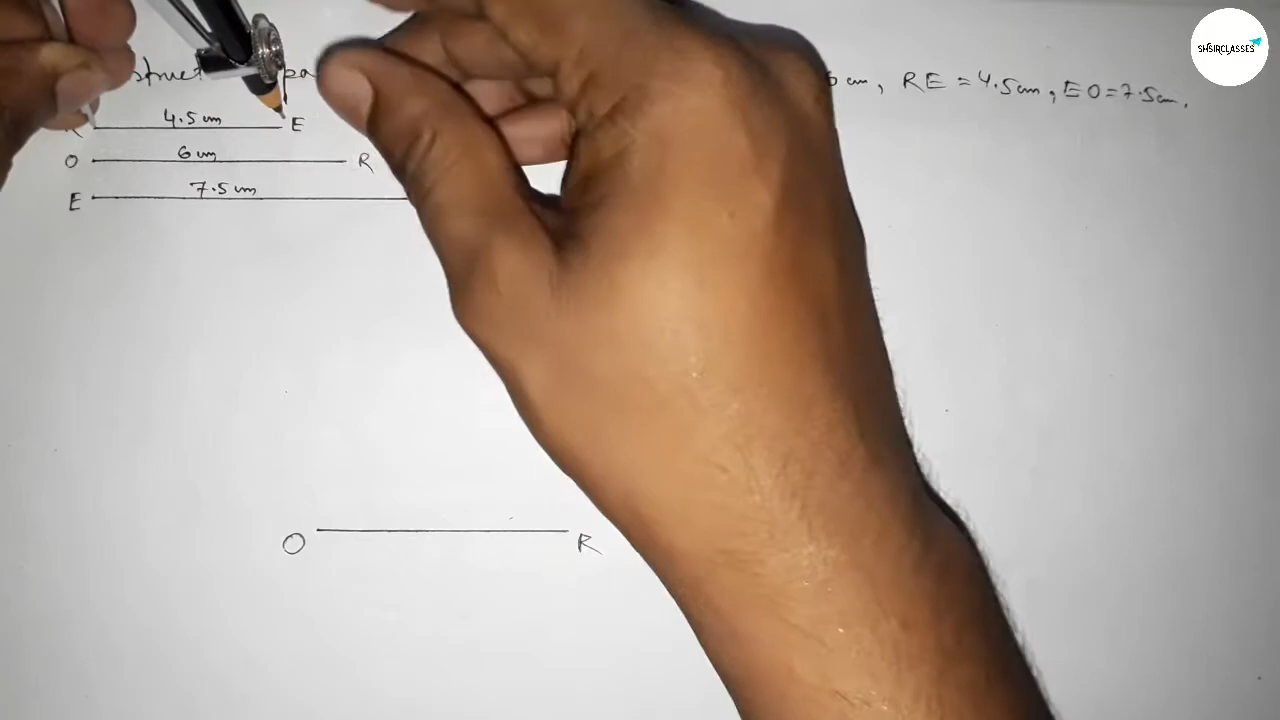 SHSIRCLASSES
cm, RE = 4.5cm, EO = 7.5cm.
4.5 cm E
O 6 cm R
E 7.5 cm
O R